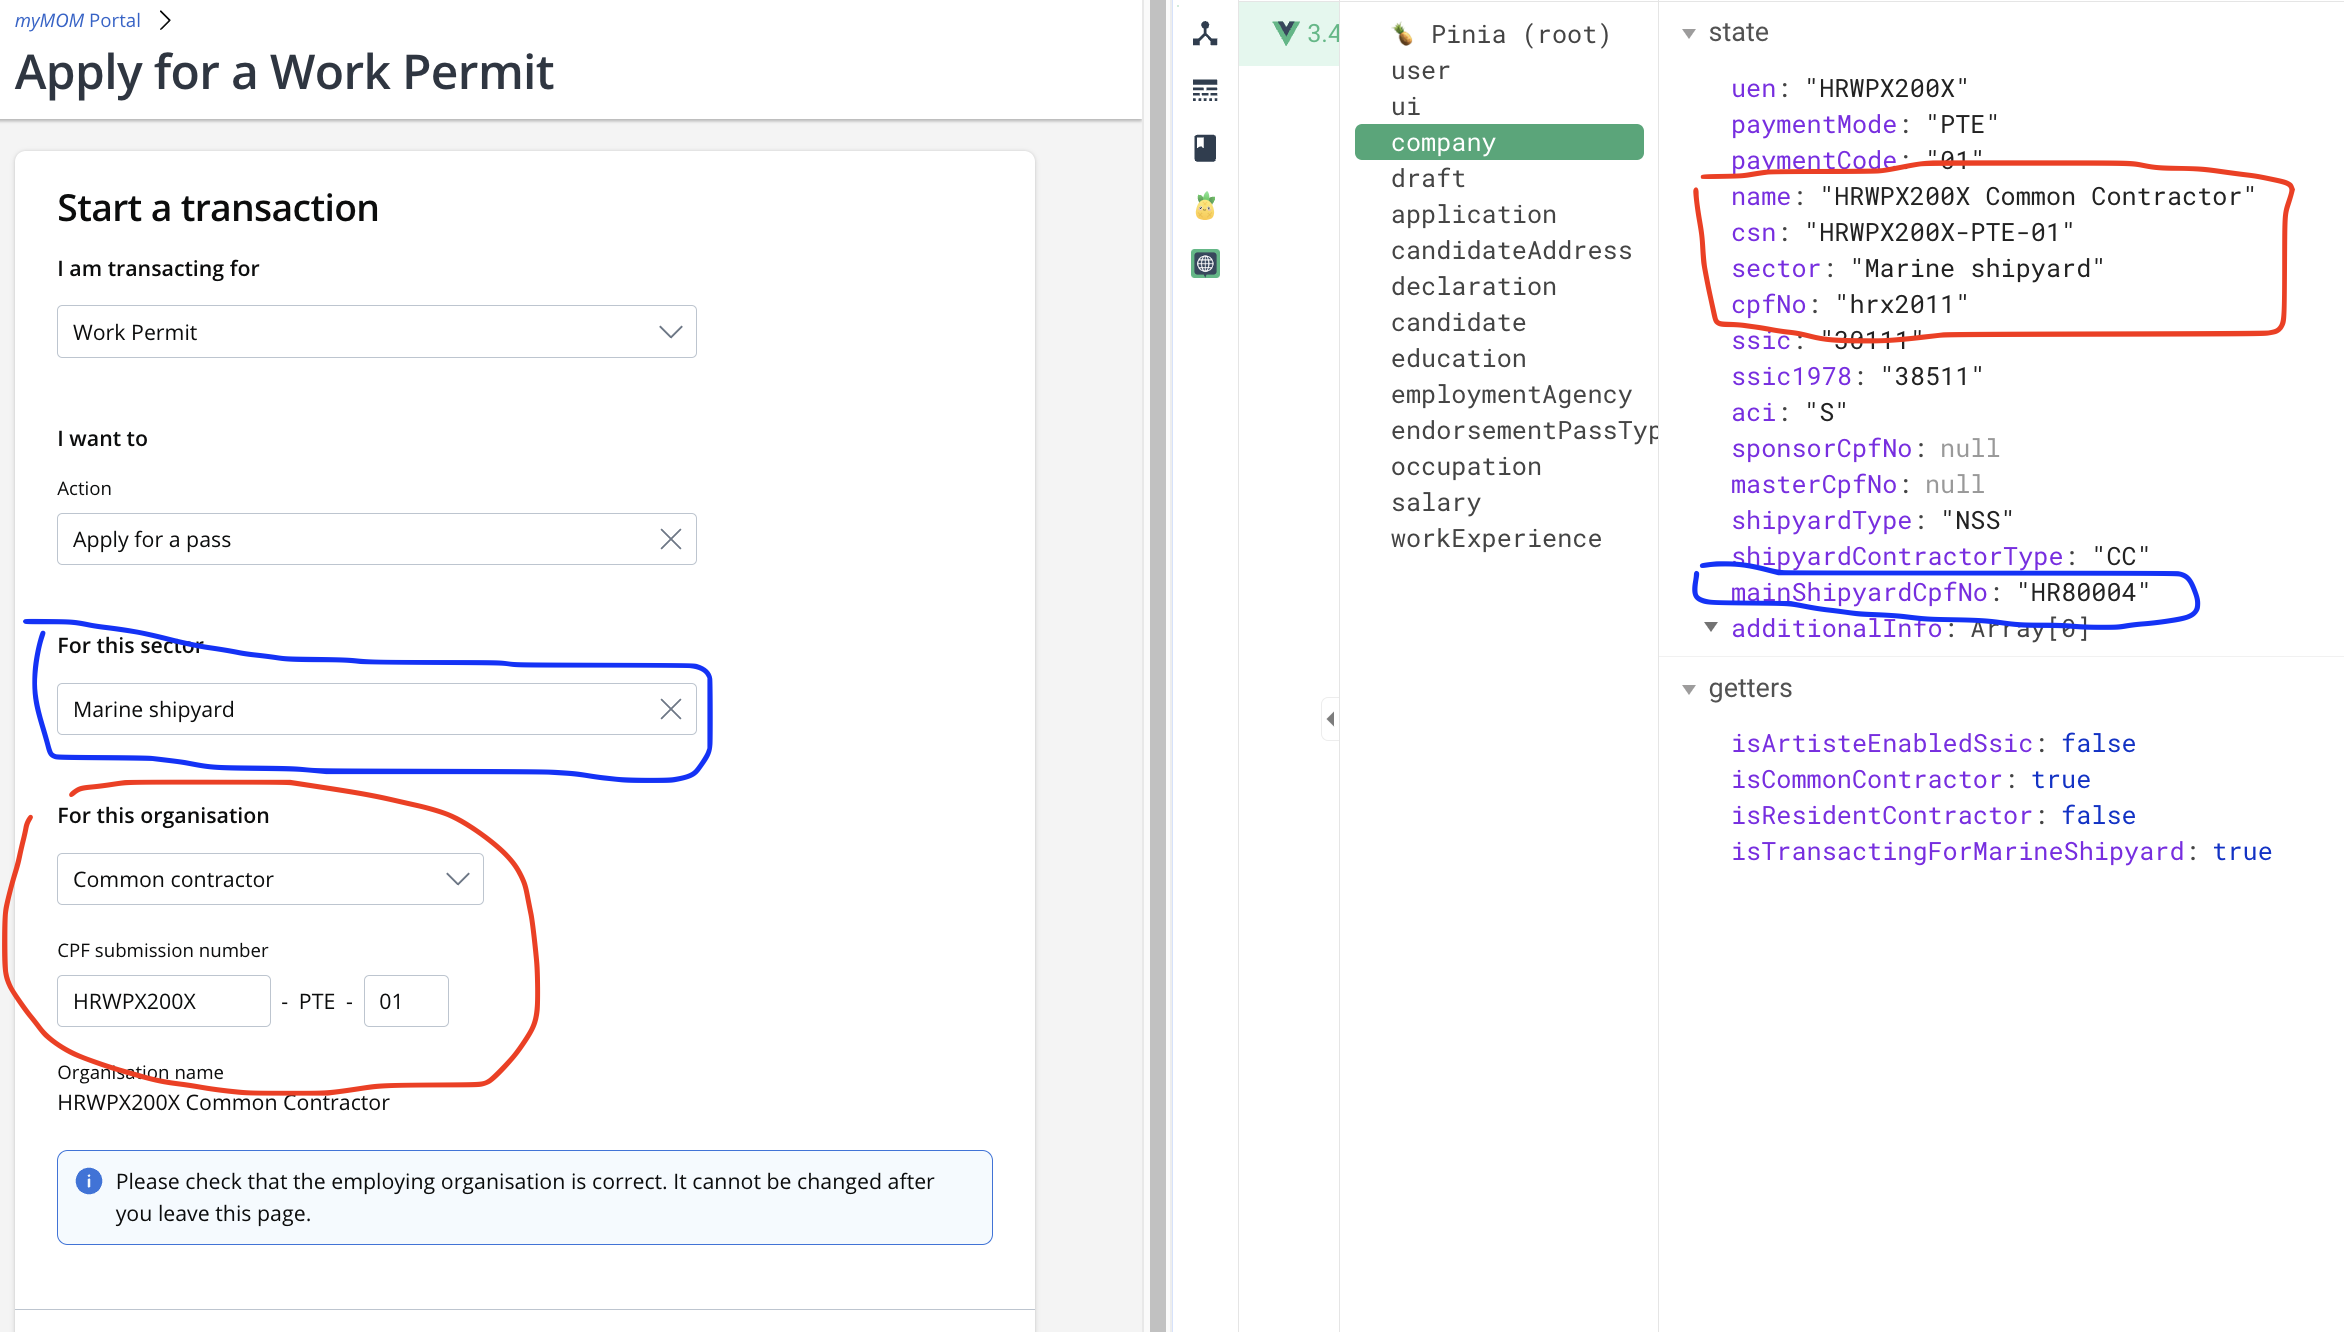 myMOM Portal
Apply for a Work Permit
Start a transaction
I am transacting for
Work Permit
I want to
Action
Apply for a pass
For this sector
Marine shipyard
For this organisation
Common contractor
CPF submission number
HRWPX200X - PTE - 01
Organisation name
HRWPX200X Common Contractor
Please check that the employing organisation is correct. It cannot be changed after
you leave this page.
3.4
Pinia (root)
user
ui
company
draft
application
candidateAddress
declaration
candidate
education
employmentAgency
endorsementPassTyp
occupation
salary
workExperience
state
uen: "HRWPX200X"
paymentMode: "PTE"
paymentCode: "01"
name: "HRWPX200X Common Contractor"
csn: "HRWPX200X-PTE-01"
sector: "Marine shipyard"
cpfNo: "hrx2011"
ssic: "30111"
ssic1978: "38511"
aci: "S"
sponsorCpfNo: null
masterCpfNo: null
shipyardType: "NSS"
shipyardContractorType: "CC"
mainShipyardCpfNo: "HR80004"
additionalInfo: Array[0]
getters
isArtisteEnabledSsic: false
isCommonContractor: true
isResidentContractor: false
isTransactingForMarineShipyard: true